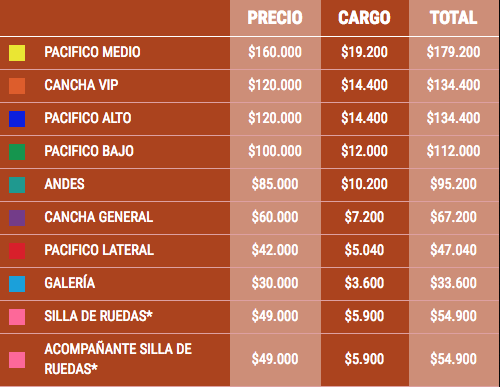 PRECIO CARGO TOTAL
PACIFICO MEDIO $160.000 $19.200 $179.200
CANCHA VIP $120.000 $14.400 $134.400
PACIFICO ALTO $120.000 $14.400 $134.400
PACIFICO BAJO $100.000 $12.000 $112.000
ANDES $85.000 $10.200 $95.200
CANCHA GENERAL $60.000 $7.200 $67.200
PACIFICO LATERAL $42.000 $5.040 $47.040
GALERÍA $30.000 $3.600 $33.600
SILLA DE RUEDAS* $49.000 $5.900 $54.900
ACOMPAÑANTE SILLA DE
RUEDAS* $49.000 $5.900 $54.900